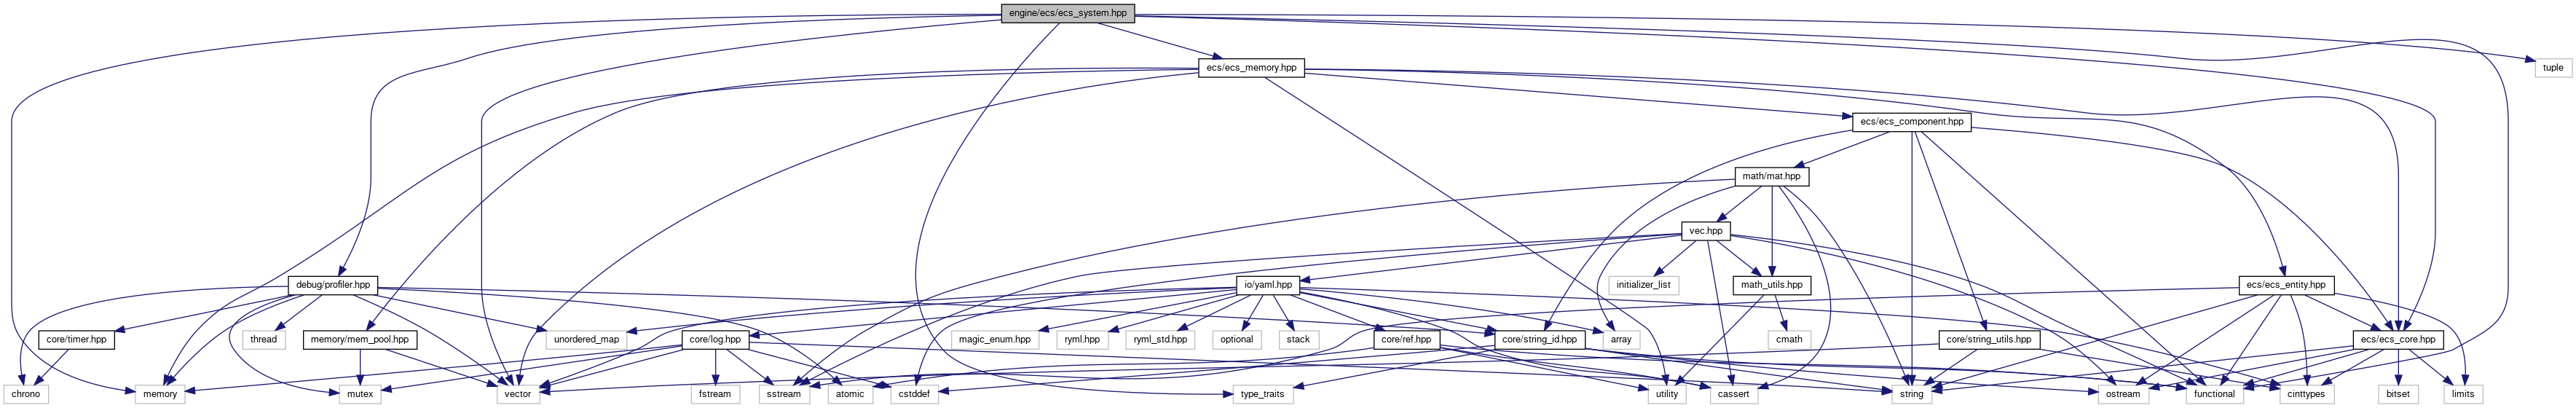 engine/ecs/ecs_system.hpp
ecs/ecs_memory.hpp
tuple
ecs/ecs_component.hpp
math/mat.hpp
vec.hpp
debug/profiler.hpp
io/yaml.hpp
initializer_list
math_utils.hpp
ecs/ecs_entity.hpp
core/timer.hpp
thread
memory/mem_pool.hpp
unordered_map
core/log.hpp
magic_enum.hpp
ryml.hpp
ryml_std.hpp
optional
stack
core/ref.hpp
core/string_id.hpp
array
cmath
core/string_utils.hpp
ecs/ecs_core.hpp
chrono
memory
mutex
vector
fstream
sstream
atomic
cstddef
type_traits
utility
cassert
string
ostream
functional
cinttypes
bitset
limits